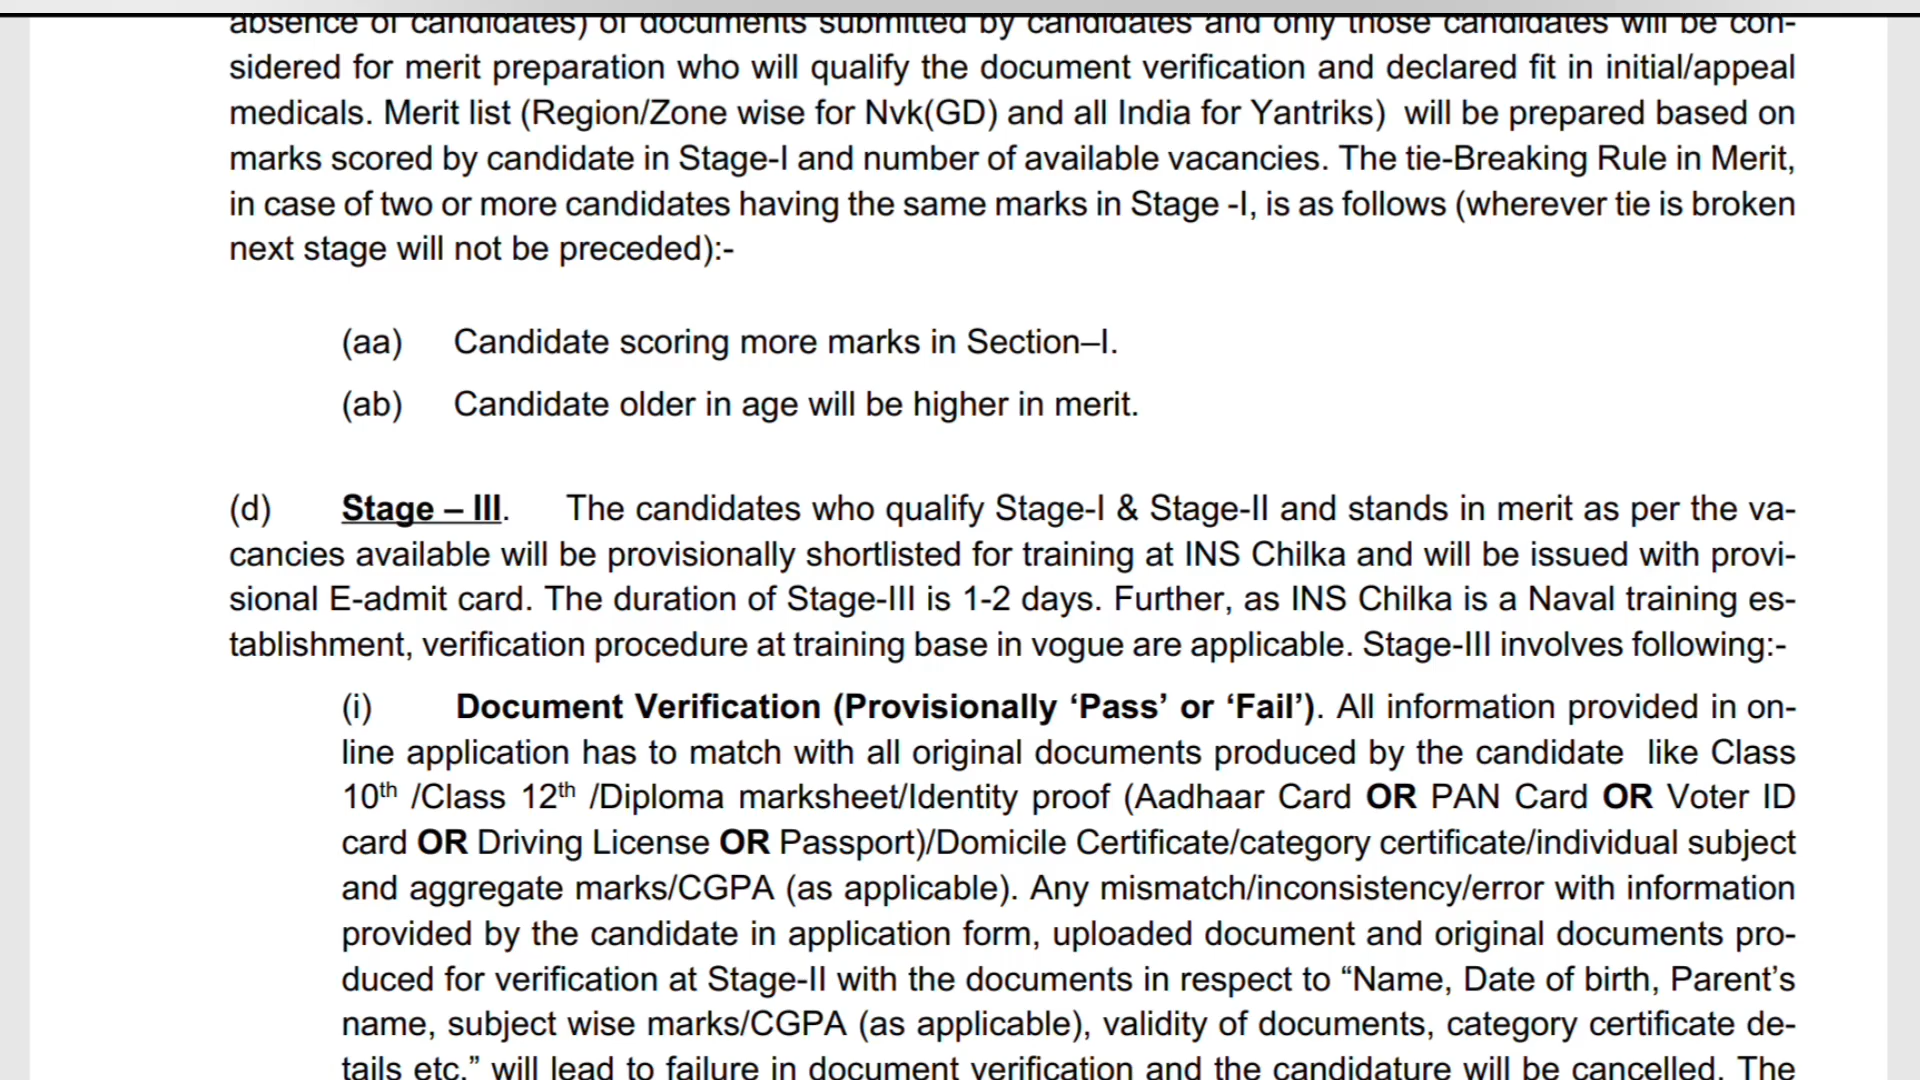 absence of candidates) of documents submitted by candidates and only those candidates will be con-
sidered for merit preparation who will qualify the document verification and declared fit in initial/appeal
medicals. Merit list (Region/Zone wise for Nvk(GD) and all India for Yantriks)  will be prepared based on
marks scored by candidate in Stage-I and number of available vacancies. The tie-Breaking Rule in Merit,
in case of two or more candidates having the same marks in Stage -I, is as follows (wherever tie is broken
next stage will not be preceded):-
(aa) Candidate scoring more marks in Section–I.
(ab) Candidate older in age will be higher in merit.
(d) Stage – III. The candidates who qualify Stage-I & Stage-II and stands in merit as per the va-
cancies available will be provisionally shortlisted for training at INS Chilka and will be issued with provi-
sional E-admit card. The duration of Stage-III is 1-2 days. Further, as INS Chilka is a Naval training es-
tablishment, verification procedure at training base in vogue are applicable. Stage-III involves following:-
(i) Document Verification (Provisionally ‘Pass’ or ‘Fail’). All information provided in on-
line application has to match with all original documents produced by the candidate  like Class
10th /Class 12th /Diploma marksheet/Identity proof (Aadhaar Card OR PAN Card OR Voter ID
card OR Driving License OR Passport)/Domicile Certificate/category certificate/individual subject
and aggregate marks/CGPA (as applicable). Any mismatch/inconsistency/error with information
provided by the candidate in application form, uploaded document and original documents pro-
duced for verification at Stage-II with the documents in respect to “Name, Date of birth, Parent’s
name, subject wise marks/CGPA (as applicable), validity of documents, category certificate de-
tails etc.” will lead to failure in document verification and the candidature will be cancelled. The